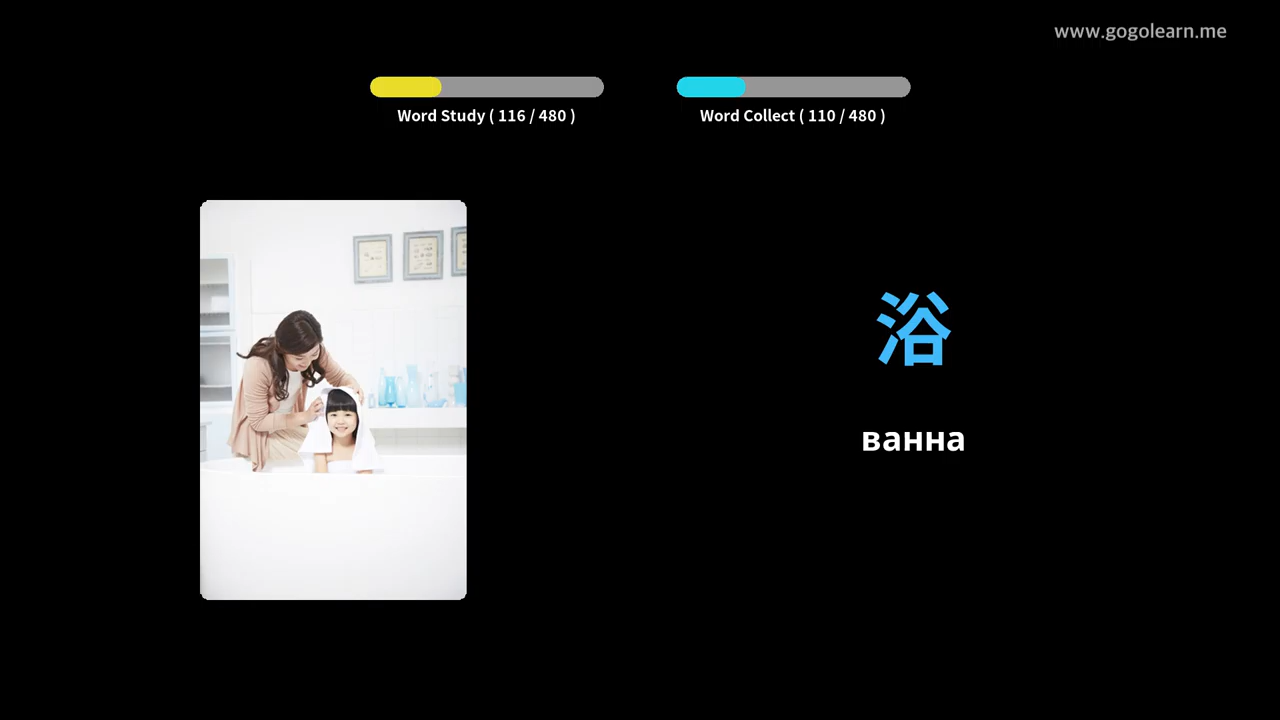 www.gogolearn.me
Word Study ( 116 / 480 )
Word Collect ( 110 / 480 )
浴
ванна